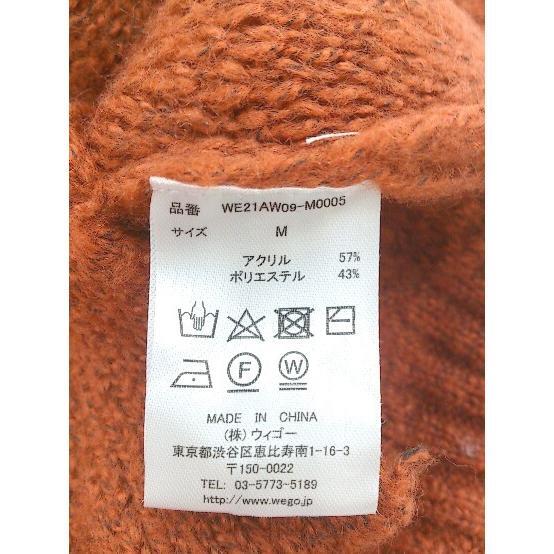 品番 WE21AW09-M0005
サイズ M
アクリル 57%
ポリエステル 43%
F W
MADE IN CHINA
(株)ウィゴー
東京都渋谷区恵比寿南1-16-3
〒150-0022
TEL: 03-5773-5189
http://www.wego.jp